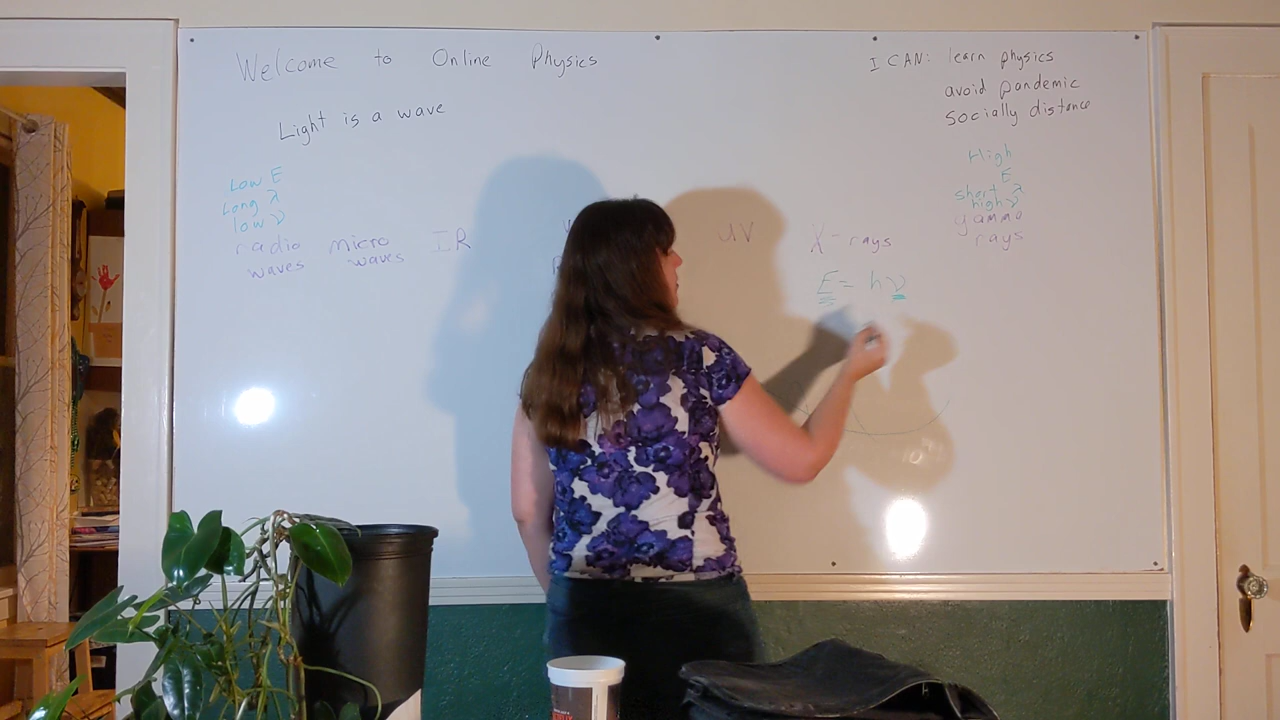 Welcome to Online Physics
I CAN: learn physics
avoid pandemic
socially distance
Light is a wave
Low E
Long λ
low ν
High
E
short λ
high ν
radio
waves
micro
waves
IR
UV
X-rays
gamma
rays
E = hν